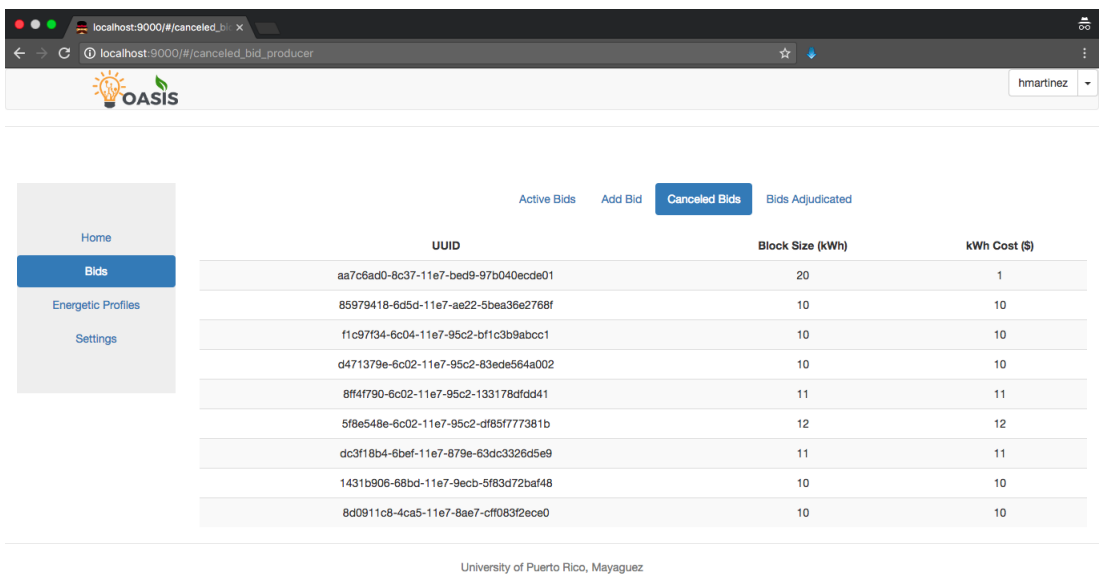 localhost:9000/#/canceled_bi
localhost:9000/#/canceled_bid_producer
OASIS
hmartinez
Active Bids Add Bid Canceled Bids Bids Adjudicated
Home
Bids
Energetic Profiles
Settings
UUID Block Size (kWh) kWh Cost ($)
aa7c6ad0-8c37-11e7-bed9-97b040ecde01 20 1
85979418-6d5d-11e7-ae22-5bea36e2768f 10 10
f1c97f34-6c04-11e7-95c2-bf1c3b9abcc1 10 10
d471379e-6c02-11e7-95c2-83ede564a002 10 10
8ff4f790-6c02-11e7-95c2-133178dfdd41 11 11
5f8e548e-6c02-11e7-95c2-df85f777381b 12 12
dc3f18b4-6bef-11e7-879e-63dc3326d5e9 11 11
1431b906-68bd-11e7-9ecb-5f83d72baf48 10 10
8d0911c8-4ca5-11e7-8ae7-cff083f2ece0 10 10
University of Puerto Rico, Mayaguez